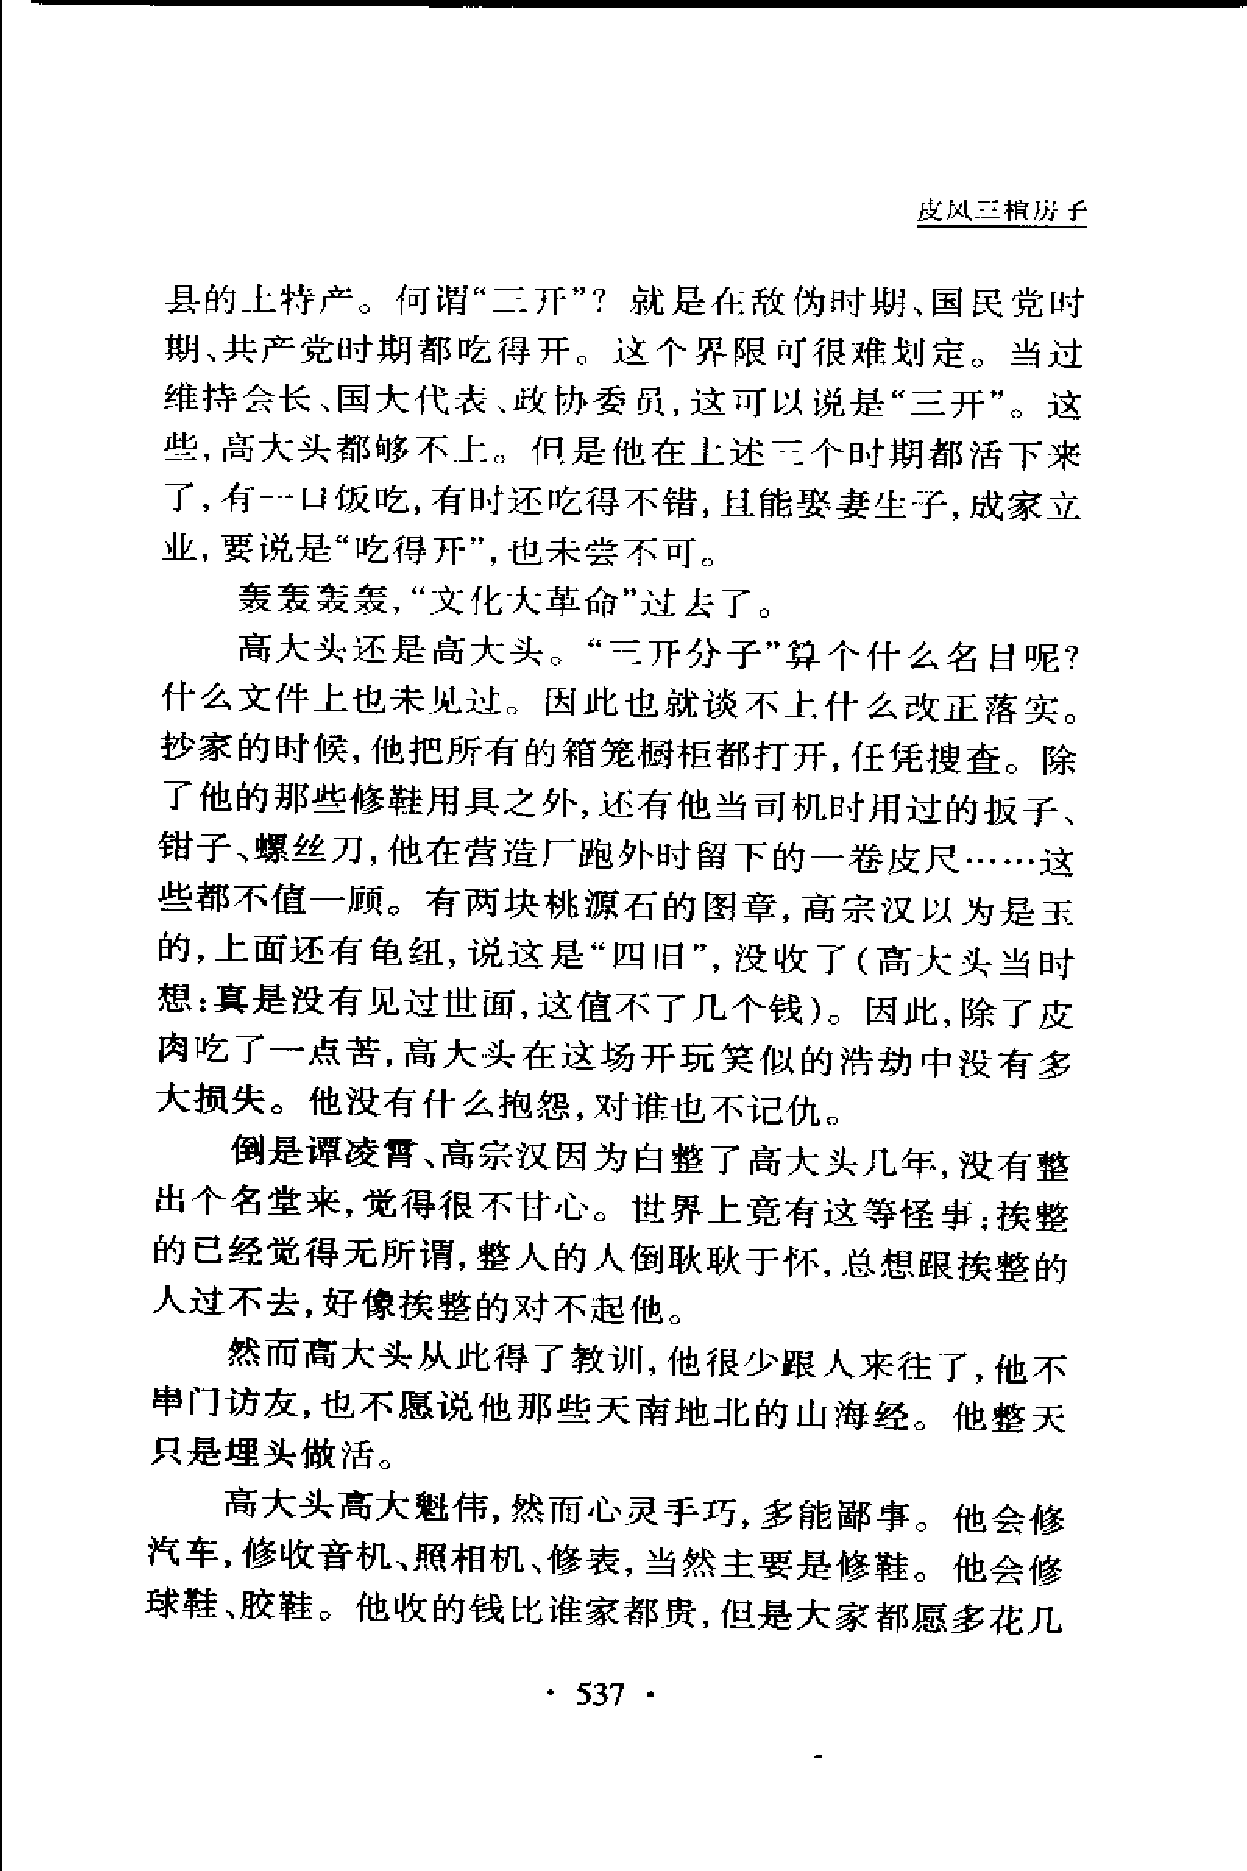 皮凤三楦房子
县的土特产。何谓“三开”？就是在敌伪时期、国民党时
期、共产党时期都吃得开。这个界限可很难划定。当过
维持会长、国大代表、政协委员,这可以说是“三开”。这
些,高大头都够不上。但是他在上述三个时期都活下来
了,有一口饭吃,有时还吃得不错,且能娶妻生子,成家立
业,要说是“吃得开”,也未尝不可。
轰轰轰轰,“文化大革命”过去了。
高大头还是高大头。“三开分子”算个什么名目呢？
什么文件上也未见过。因此也就谈不上什么改正落实。
抄家的时候,他把所有的箱笼橱柜都打开,任凭搜查。除
了他的那些修鞋用具之外,还有他当司机时用过的扳子、
钳子、螺丝刀,他在营造厂跑外时留下的一卷皮尺……这
些都不值一顾。有两块桃源石的图章,高宗汉以为是玉
的,上面还有龟纽,说这是“四旧”,没收了(高大头当时
想:真是没有见过世面,这值不了几个钱)。因此,除了皮
肉吃了一点苦,高大头在这场开玩笑似的浩劫中没有多
大损失。他没有什么抱怨,对谁也不记仇。
倒是谭凌霄、高宗汉因为白整了高大头几年,没有整
出个名堂来,觉得很不甘心。世界上竟有这等怪事;挨整
的已经觉得无所谓,整人的人倒耿耿于怀,总想跟挨整的
人过不去,好像挨整的对不起他。
然而高大头从此得了教训,他很少跟人来往了,他不
串门访友,也不愿说他那些天南地北的山海经。他整天
只是埋头做活。
高大头高大魁伟,然而心灵手巧,多能鄙事。他会修
汽车,修收音机、照相机、修表,当然主要是修鞋。他会修
球鞋、胶鞋。他收的钱比谁家都贵,但是大家都愿多花几
· 537 ·